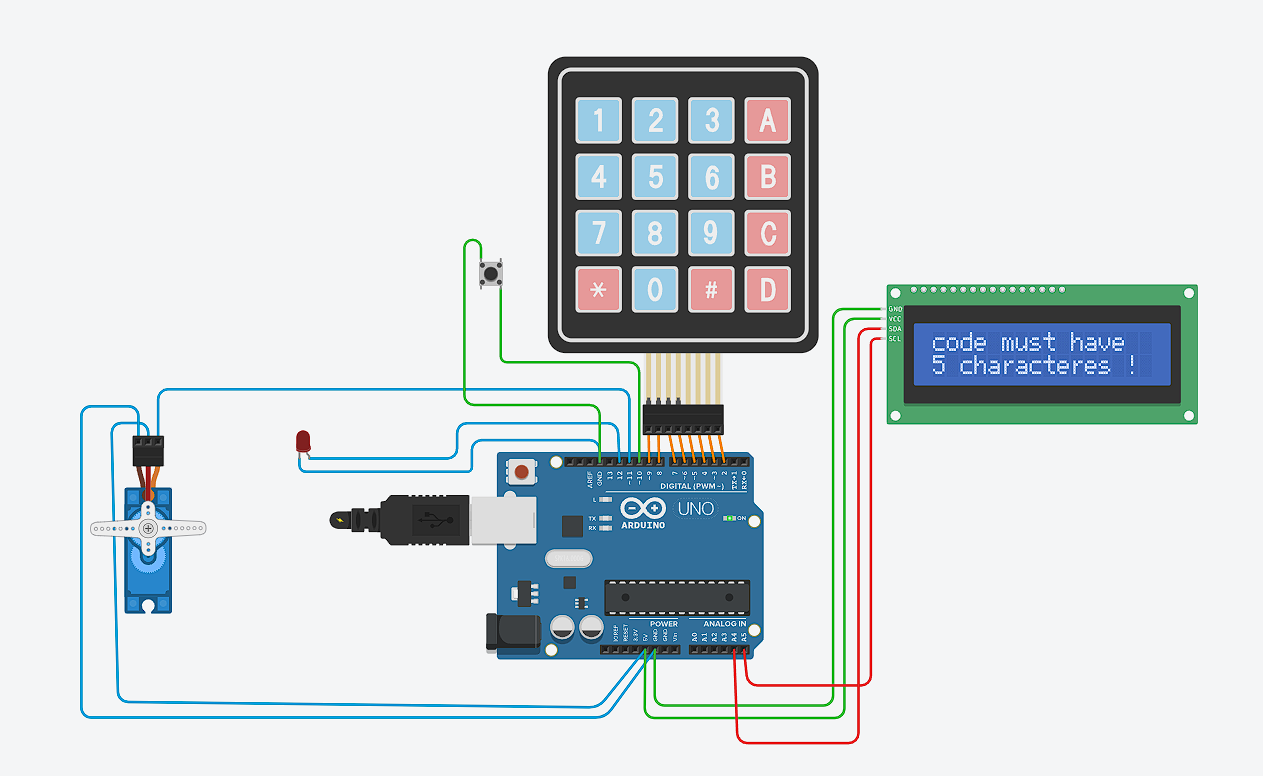 1 2 3 A
4 5 6 B
7 8 9 C
* 0 # D
GND
VCC
SDA
SCL
code must have
5 characteres !
AREF
GND
13
12
~11
~10
~9
8
7
~6
~5
4
~3
2
TX→1
RX←0
DIGITAL (PWM~)
L
TX
RX
ARDUINO
UNO
ON
POWER
ANALOG IN
IOREF
RESET
3.3V
5V
GND
GND
Vin
A0
A1
A2
A3
A4
A5